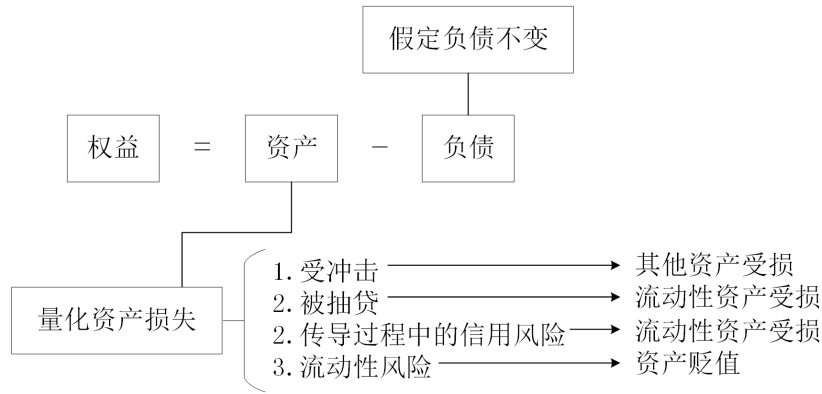 假定负债不变
权益 = 资产 - 负债
量化资产损失
1.受冲击 其他资产受损
2.被抽贷 流动性资产受损
2.传导过程中的信用风险 流动性资产受损
3.流动性风险 资产贬值